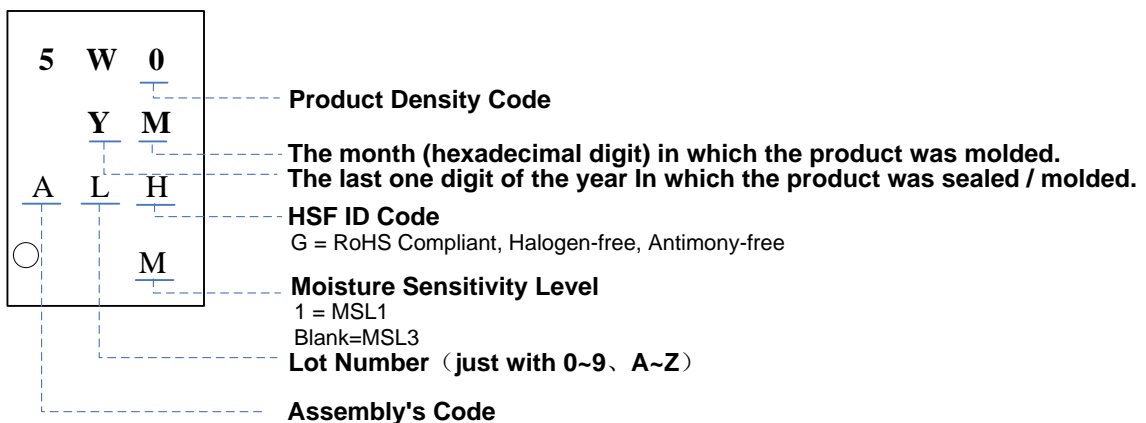 5 W 0
Product Density Code
Y M
The month (hexadecimal digit) in which the product was molded.
The last one digit of the year In which the product was sealed / molded.
A L H
HSF ID Code
G = RoHS Compliant, Halogen-free, Antimony-free
M
Moisture Sensitivity Level
1 = MSL1
Blank=MSL3
Lot Number（just with 0~9、A~Z）
Assembly's Code